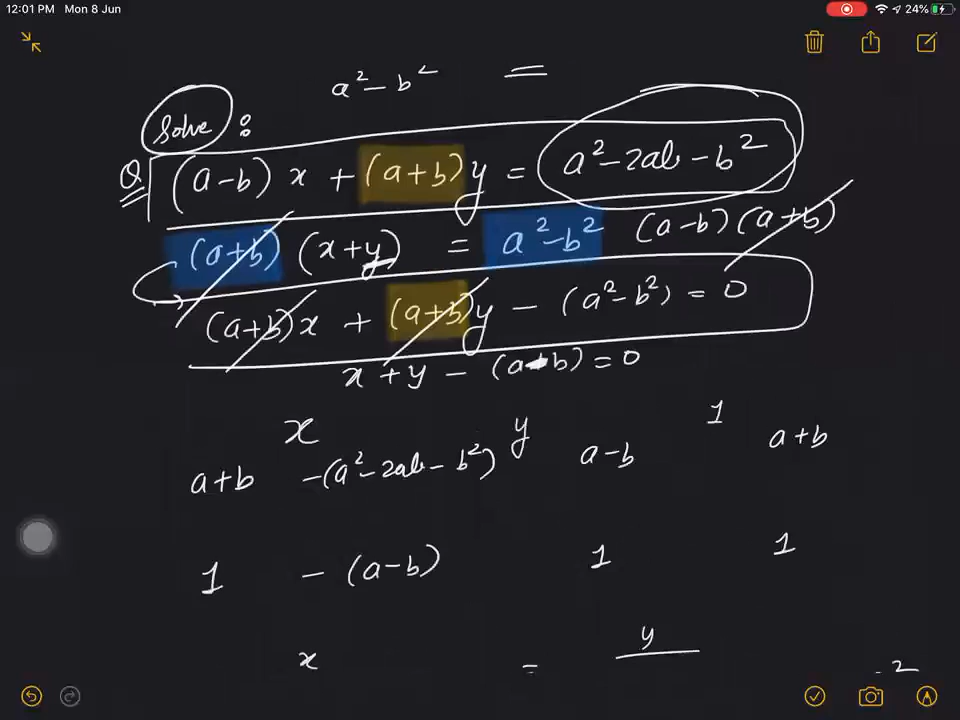 12:01 PM Mon 8 Jun 24%
a² - b² =
Solve :
Q (a-b) x + (a+b) y = a² - 2ab - b²
(a+b) (x+y) = a² - b² (a-b) (a+b)
(a+b) x + (a+b) y - (a² - b²) = 0
x + y - (a-b) = 0
x y 1
a+b -(a² - 2ab - b²) a-b a+b
1 - (a-b) 1 1
y
x = 2